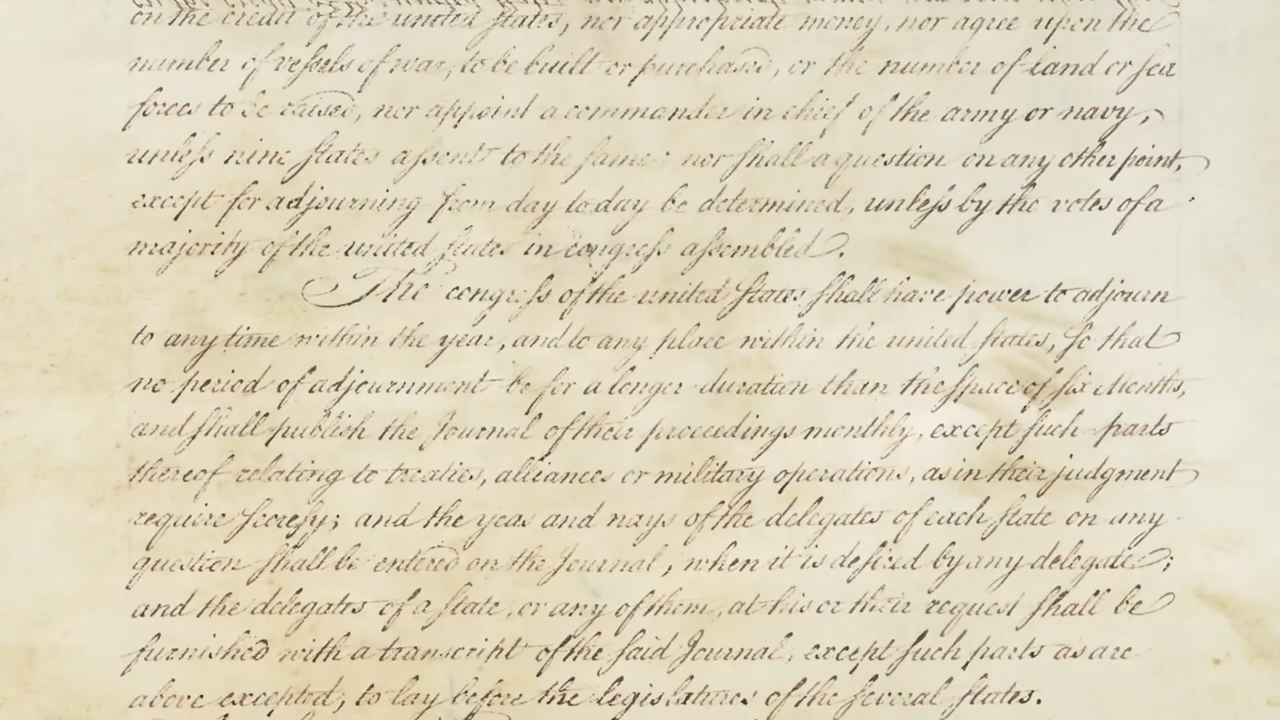 on the credit of the united states, nor appropriate money, nor agree upon the
number of vessels of war, to be built or purchased, or the number of land or sea
forces to be raised, nor appoint a commander in chief of the army or navy,
unless nine states assent to the same: nor shall a question on any other point,
except for adjourning from day to day be determined, unless by the votes of a
majority of the united states in congress assembled.
The congress of the united states shall have power to adjourn
to any time within the year, and to any place within the united states, so that
no period of adjournment be for a longer duration than the space of six Months,
and shall publish the Journal of their proceedings monthly, except such parts
thereof relating to treaties, alliances or military operations, as in their judgment
require secresy; and the yeas and nays of the delegates of each state on any
question shall be entered on the Journal, when it is desired by any delegate;
and the delegates of a state, or any of them, at his or their request shall be
furnished with a transcript of the said Journal, except such parts as are
above excepted, to lay before the legislatures of the several states.